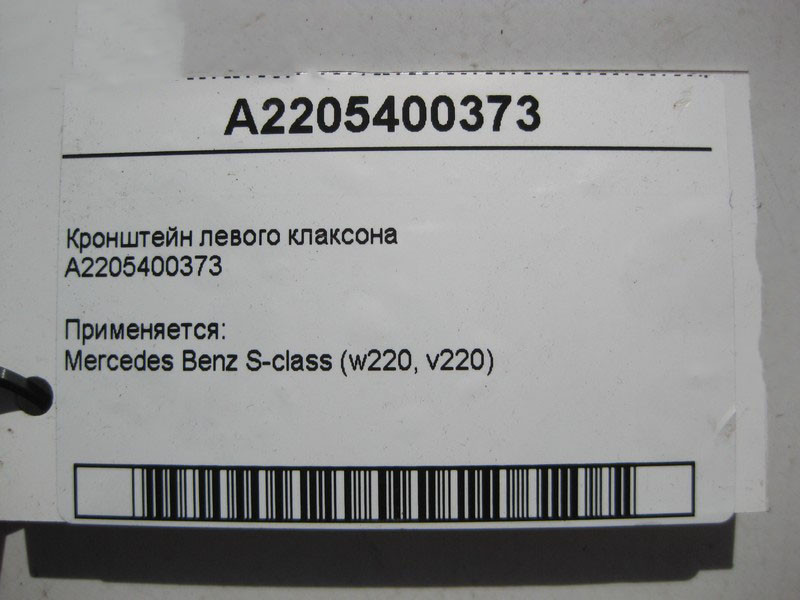 A2205400373
Кронштейн левого клаксона
A2205400373
Применяется:
Mercedes Benz S-class (w220, v220)